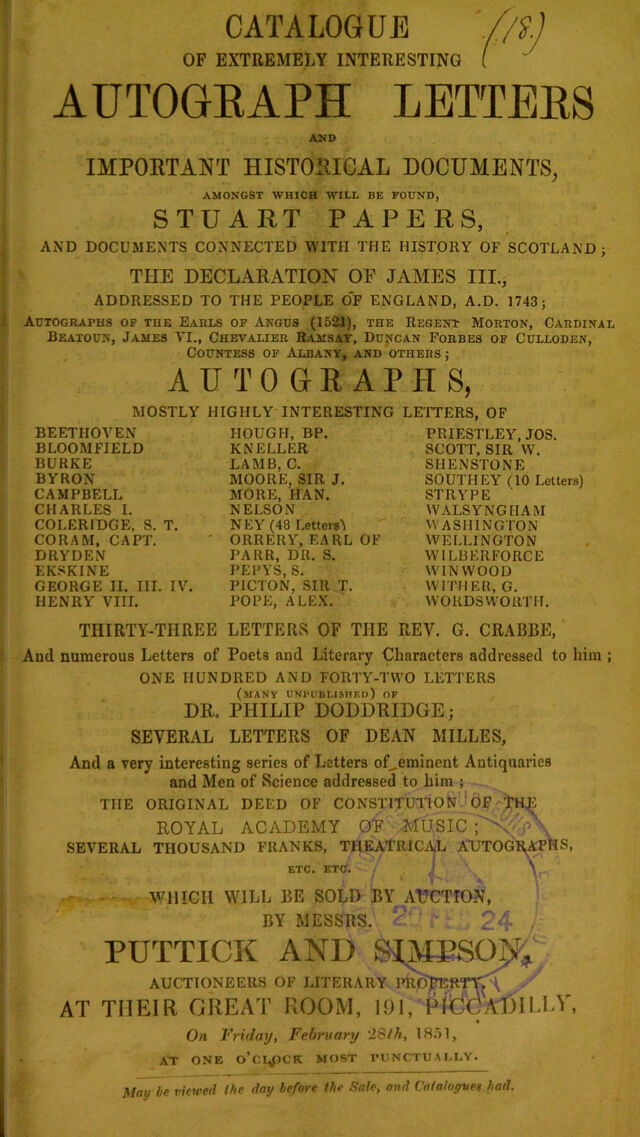 CATALOGUE
(18.)
OF EXTREMELY INTERESTING
AUTOGRAPH LETTERS
AND
IMPORTANT HISTORICAL DOCUMENTS,
AMONGST WHICH WILL BE FOUND,
STUART PAPERS,
AND DOCUMENTS CONNECTED WITH THE HISTORY OF SCOTLAND;
THE DECLARATION OF JAMES III.,
ADDRESSED TO THE PEOPLE OF ENGLAND, A.D. 1743;
AUTOGRAPHS OF THE EARLS OF ANGUS (1521), THE REGENT MORTON, CARDINAL
BEATOUN, JAMES VI., CHEVALIER RAMSAY, DUNCAN FORBES OF CULLODEN,
COUNTESS OF ALBANY, AND OTHERS;
AUTOGRAPHS,
MOSTLY HIGHLY INTERESTING LETTERS, OF
BEETHOVEN HOUGH, BP. PRIESTLEY, JOS.
BLOOMFIELD KNELLER SCOTT, SIR W.
BURKE LAMB, C. SHENSTONE
BYRON MOORE, SIR J. SOUTHEY (10 Letters)
CAMPBELL MORE, HAN. STRYPE
CHARLES I. NELSON WALSYNGHAM
COLERIDGE, S. T. NEY (48 Letters) WASHINGTON
CORAM, CAPT. ORRERY, EARL OF WELLINGTON
DRYDEN PARR, DR. S. WILBERFORCE
EKSKINE PEPYS, S. WINWOOD
GEORGE II. III. IV. PICTON, SIR T. WITHER, G.
HENRY VIII. POPE, ALEX. WORDSWORTH.
THIRTY-THREE LETTERS OF THE REV. G. CRABBE,
And numerous Letters of Poets and Literary Characters addressed to him;
ONE HUNDRED AND FORTY-TWO LETTERS
(MANY UNPUBLISHED) OF
DR. PHILIP DODDRIDGE;
SEVERAL LETTERS OF DEAN MILLES,
And a very interesting series of Letters of eminent Antiquaries
and Men of Science addressed to him;
THE ORIGINAL DEED OF CONSTITUTION OF THE
ROYAL ACADEMY OF MUSIC;
SEVERAL THOUSAND FRANKS, THEATRICAL AUTOGRAPHS,
ETC. ETC.
WHICH WILL BE SOLD BY AUCTION,
BY MESSRS.
24
PUTTICK AND SIMPSON,
AUCTIONEERS OF LITERARY PROPERTY,
AT THEIR GREAT ROOM, 191, PICCADILLY,
On Friday, February 28th, 1851,
AT ONE O'CLOCK MOST PUNCTUALLY.
May be viewed the day before the Sale, and Catalogues had.